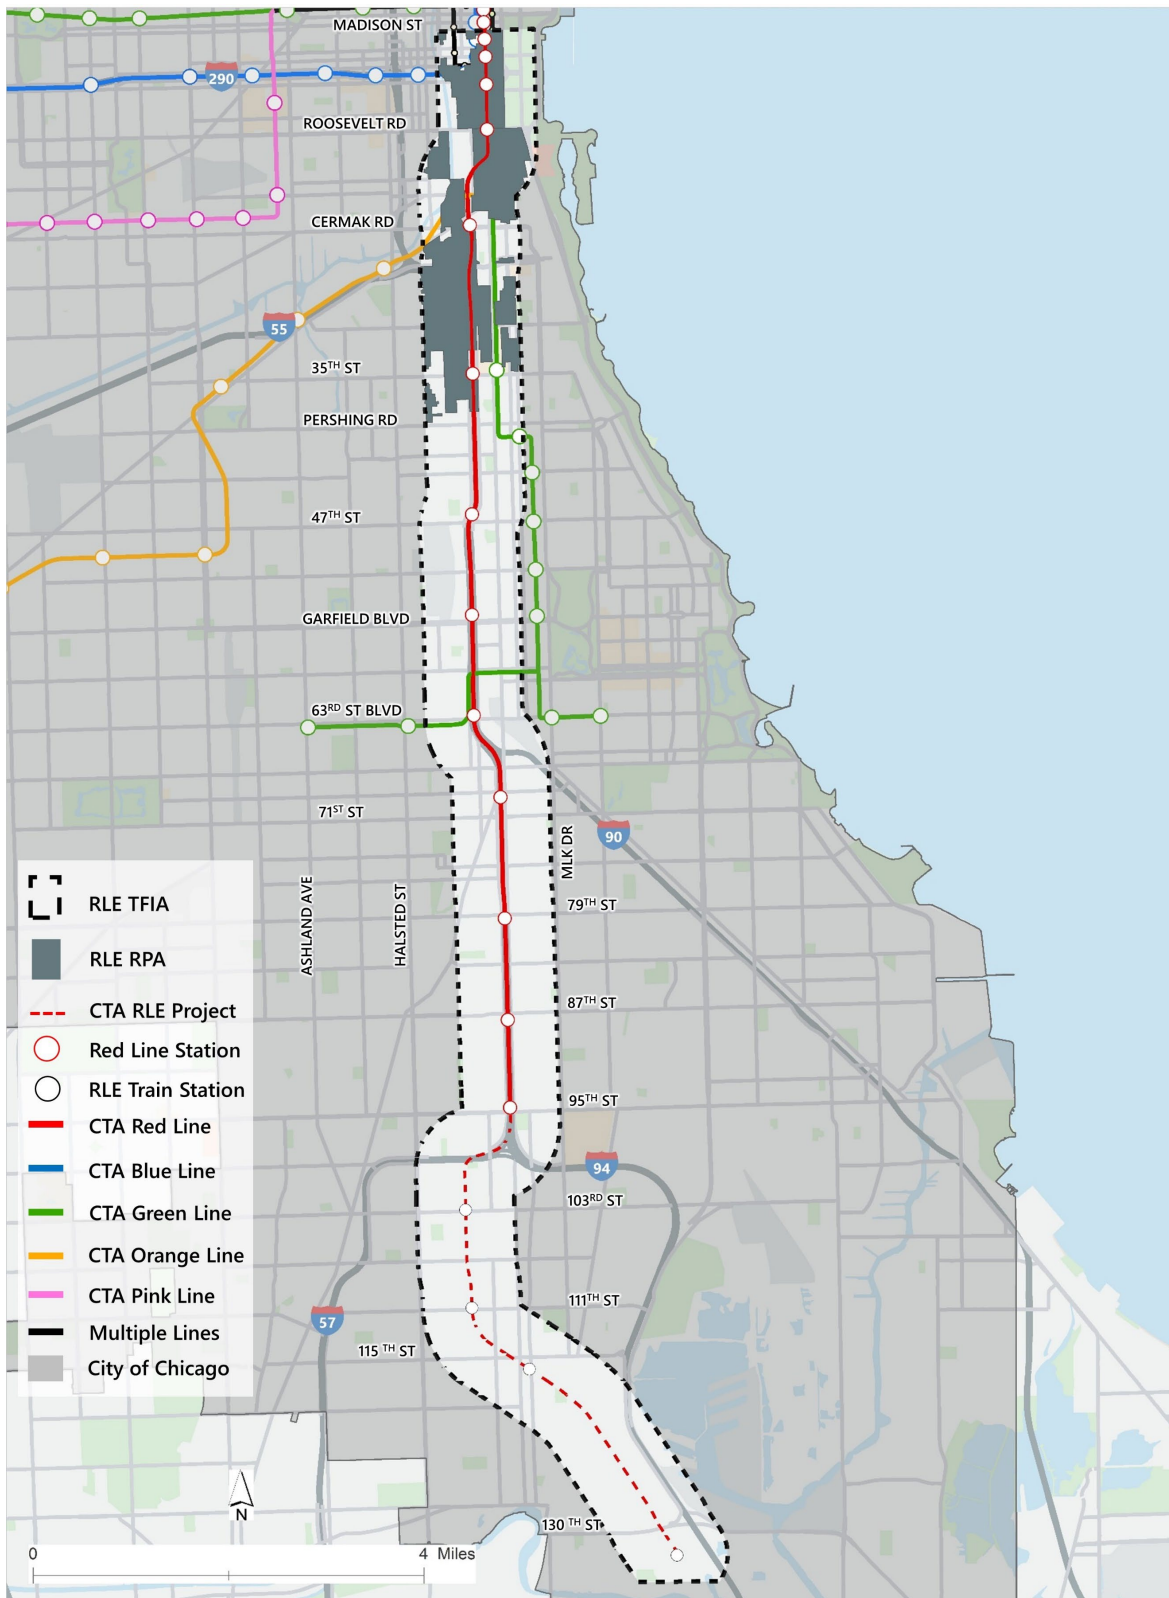 MADISON ST
290
ROOSEVELT RD
CERMAK RD
55
35TH ST
PERSHING RD
47TH ST
GARFIELD BLVD
63RD ST BLVD
71ST ST
90
MLK DR
ASHLAND AVE
HALSTED ST
79TH ST
87TH ST
95TH ST
94
103RD ST
111TH ST
57
115 TH ST
130 TH ST
RLE TFIA
RLE RPA
CTA RLE Project
Red Line Station
RLE Train Station
CTA Red Line
CTA Blue Line
CTA Green Line
CTA Orange Line
CTA Pink Line
Multiple Lines
City of Chicago
N
0 4 Miles